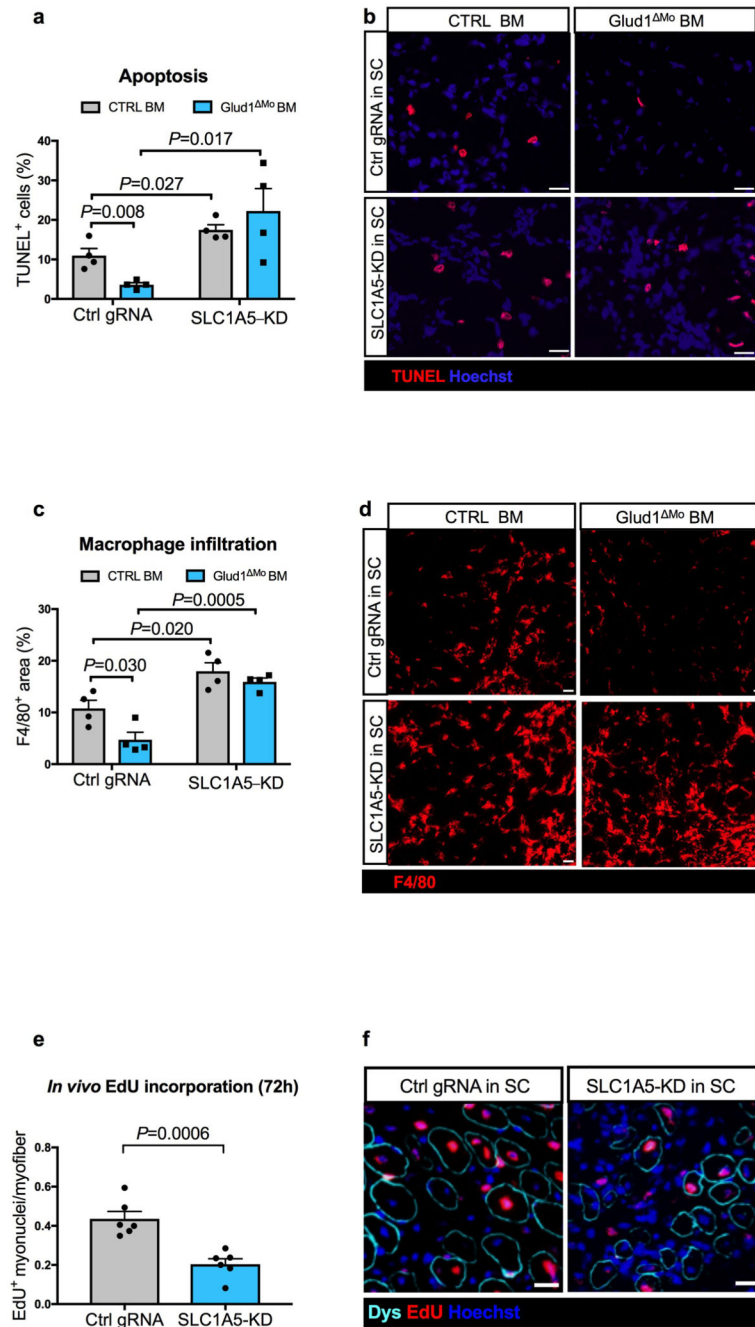 a
Apoptosis
CTRL BM
Glud1ΔMo BM
P=0.017
P=0.027
P=0.008
TUNEL+ cells (%)
40
30
20
10
0
Ctrl gRNA
SLC1A5–KD
b
CTRL BM
Glud1ΔMo BM
Ctrl gRNA in SC
SLC1A5-KD in SC
TUNEL Hoechst
c
Macrophage infiltration
CTRL BM
Glud1ΔMo BM
P=0.0005
P=0.020
P=0.030
F4/80+ area (%)
30
20
10
0
Ctrl gRNA
SLC1A5–KD
d
CTRL BM
Glud1ΔMo BM
Ctrl gRNA in SC
SLC1A5-KD in SC
F4/80
e
In vivo EdU incorporation (72h)
P=0.0006
EdU+ myonuclei/myofiber
0.8
0.6
0.4
0.2
0.0
Ctrl gRNA
SLC1A5-KD
f
Ctrl gRNA in SC
SLC1A5-KD in SC
Dys EdU Hoechst